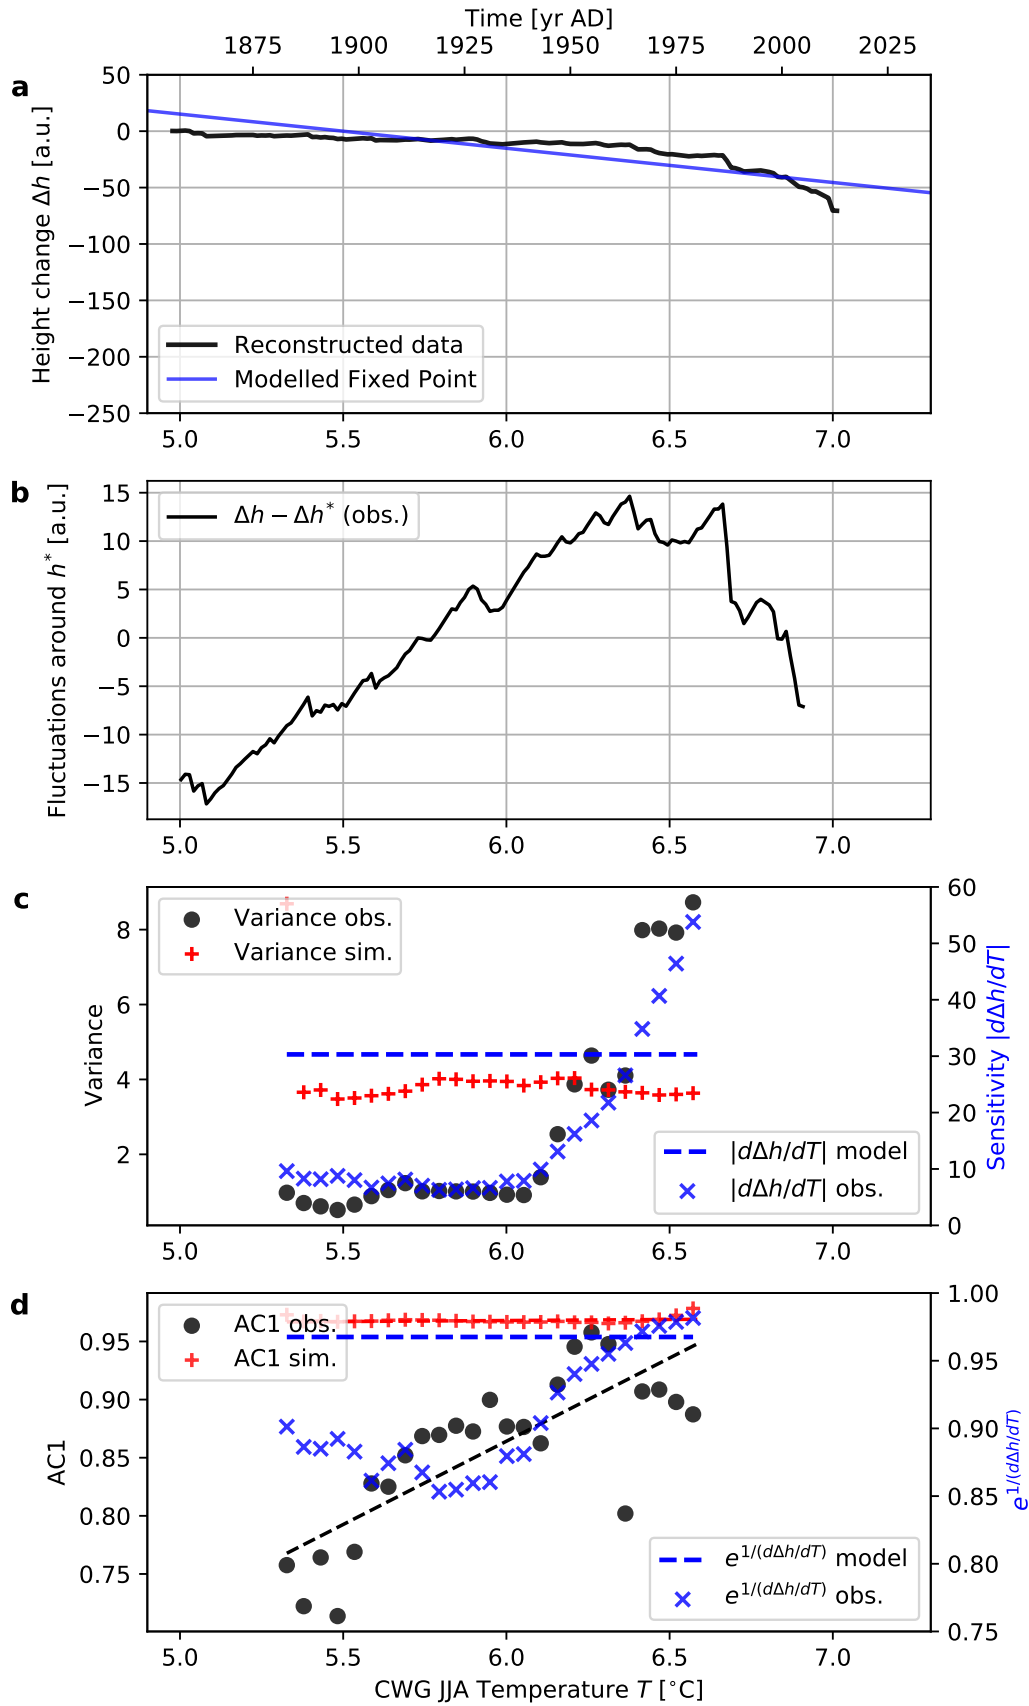 Time [yr AD]
1875 1900 1925 1950 1975 2000 2025
a
50
0
−50
−100
−150
−200
−250
Height change Δh [a.u.]
Reconstructed data
Modelled Fixed Point
5.0 5.5 6.0 6.5 7.0
b
15
10
5
0
−5
−10
−15
Fluctuations around h* [a.u.]
Δh − Δh* (obs.)
5.0 5.5 6.0 6.5 7.0
c
8
6
4
2
Variance
Variance obs.
Variance sim.
60
50
40
30
20
10
0
Sensitivity |dΔh/dT|
|dΔh/dT| model
|dΔh/dT| obs.
5.0 5.5 6.0 6.5 7.0
d
0.95
0.90
0.85
0.80
0.75
AC1
AC1 obs.
AC1 sim.
1.00
0.95
0.90
0.85
0.80
0.75
e^{1/(dΔh/dT)}
e^{1/(dΔh/dT)} model
e^{1/(dΔh/dT)} obs.
5.0 5.5 6.0 6.5 7.0
CWG JJA Temperature T [°C]